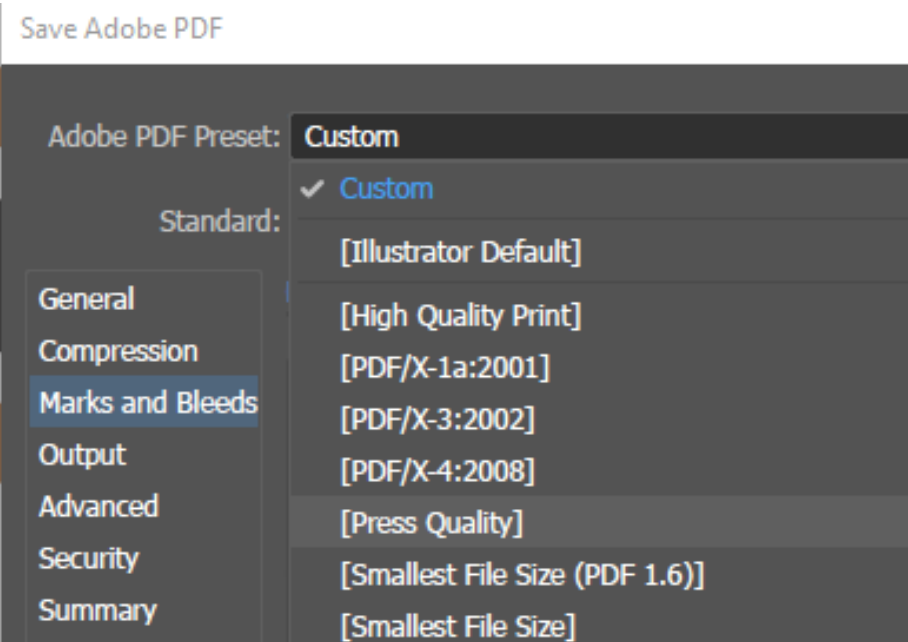 Save Adobe PDF
Adobe PDF Preset: Custom
Custom
Standard:
[Illustrator Default]
General
[High Quality Print]
Compression
[PDF/X-1a:2001]
Marks and Bleeds
[PDF/X-3:2002]
Output
[PDF/X-4:2008]
Advanced
[Press Quality]
Security
[Smallest File Size (PDF 1.6)]
Summary
[Smallest File Size]